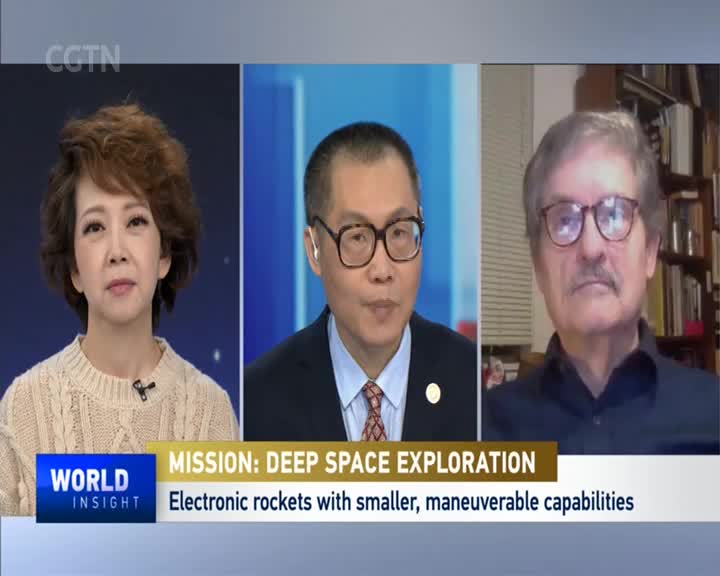 CGTN
MISSION: DEEP SPACE EXPLORATION
WORLD
INSIGHT
Electronic rockets with smaller, maneuverable capabilities